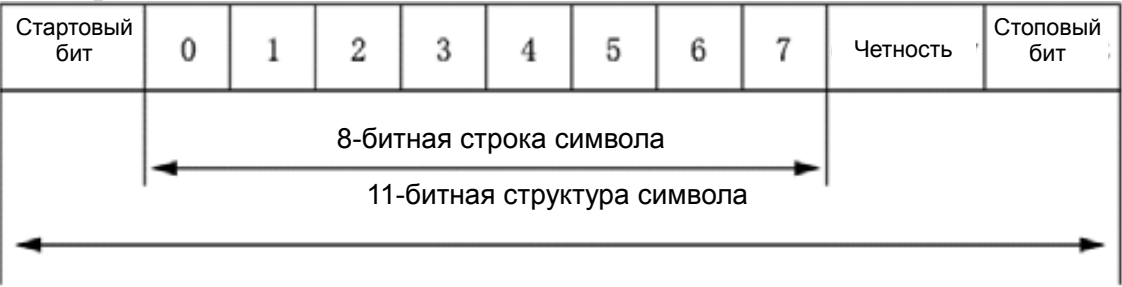 Стартовый бит 0 1 2 3 4 5 6 7 Четность Стоповый бит
8-битная строка символа
11-битная структура символа